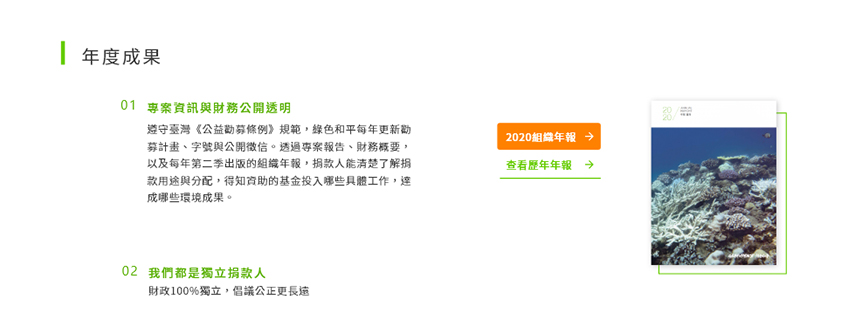 年度成果
01 專案資訊與財務公開透明
遵守臺灣《公益勸募條例》規範，綠色和平每年更新勸
募計畫、字號與公開徵信。透過專案報告、財務概要，
以及每年第二季出版的組織年報，捐款人能清楚了解捐
款用途與分配，得知資助的基金投入哪些具體工作，達
成哪些環境成果。
2020組織年報 →
查看歷年年報 →
20
20
02 我們都是獨立捐款人
財政100%獨立，倡議公正更長遠